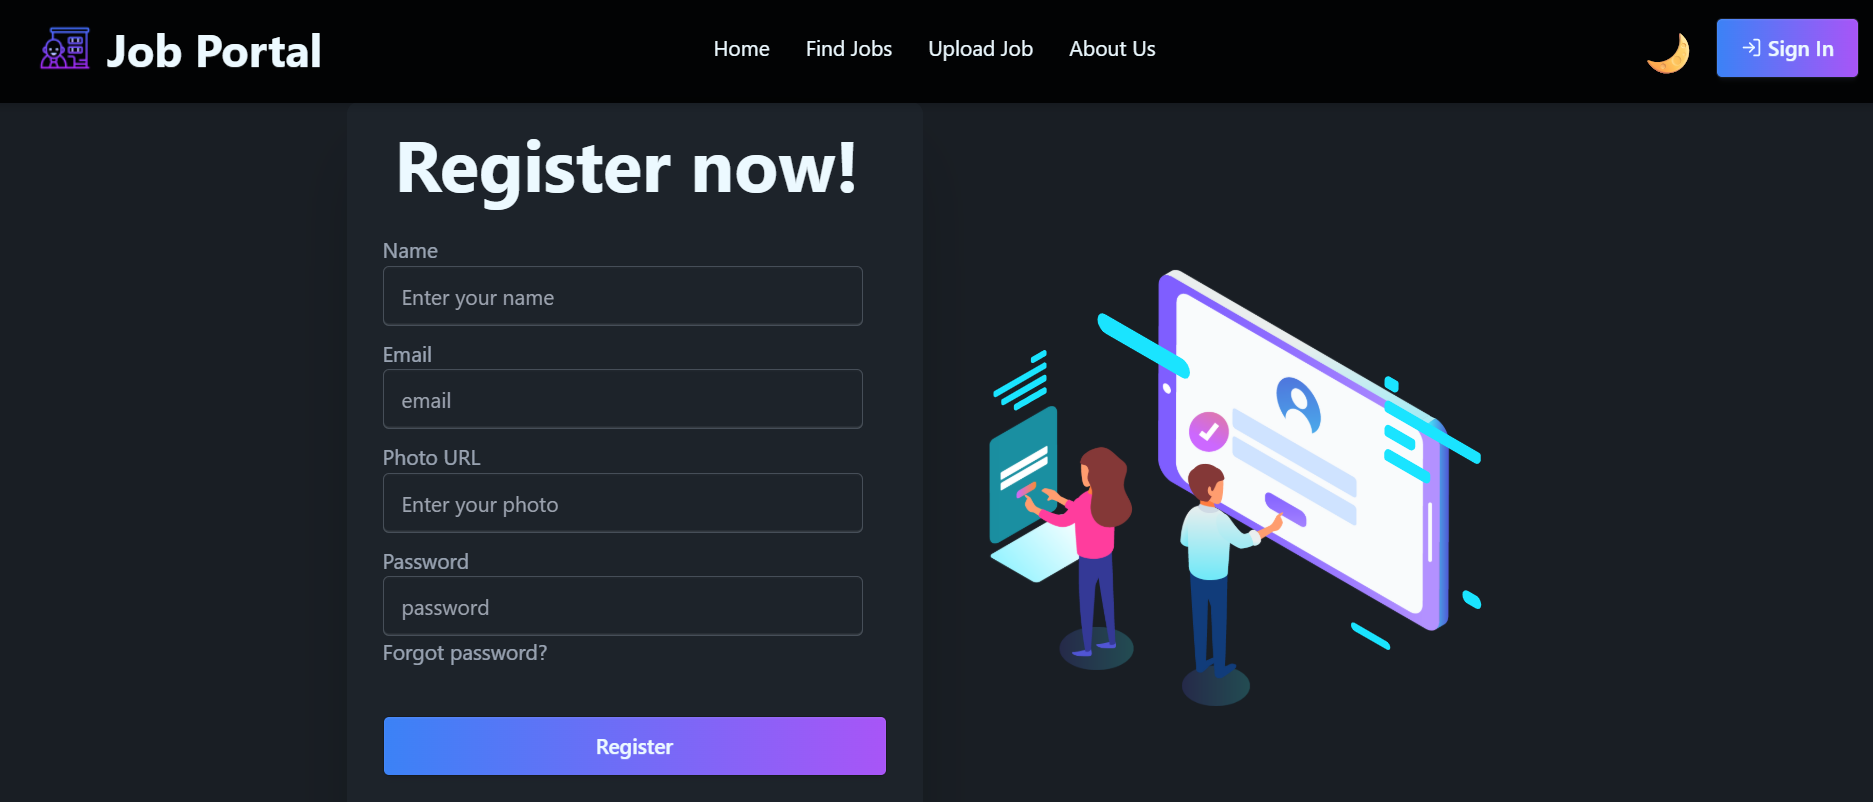 Job Portal
Home
Find Jobs
Upload Job
About Us
Sign In
Register now!
Name
Enter your name
Email
email
Photo URL
Enter your photo
Password
password
Forgot password?
Register